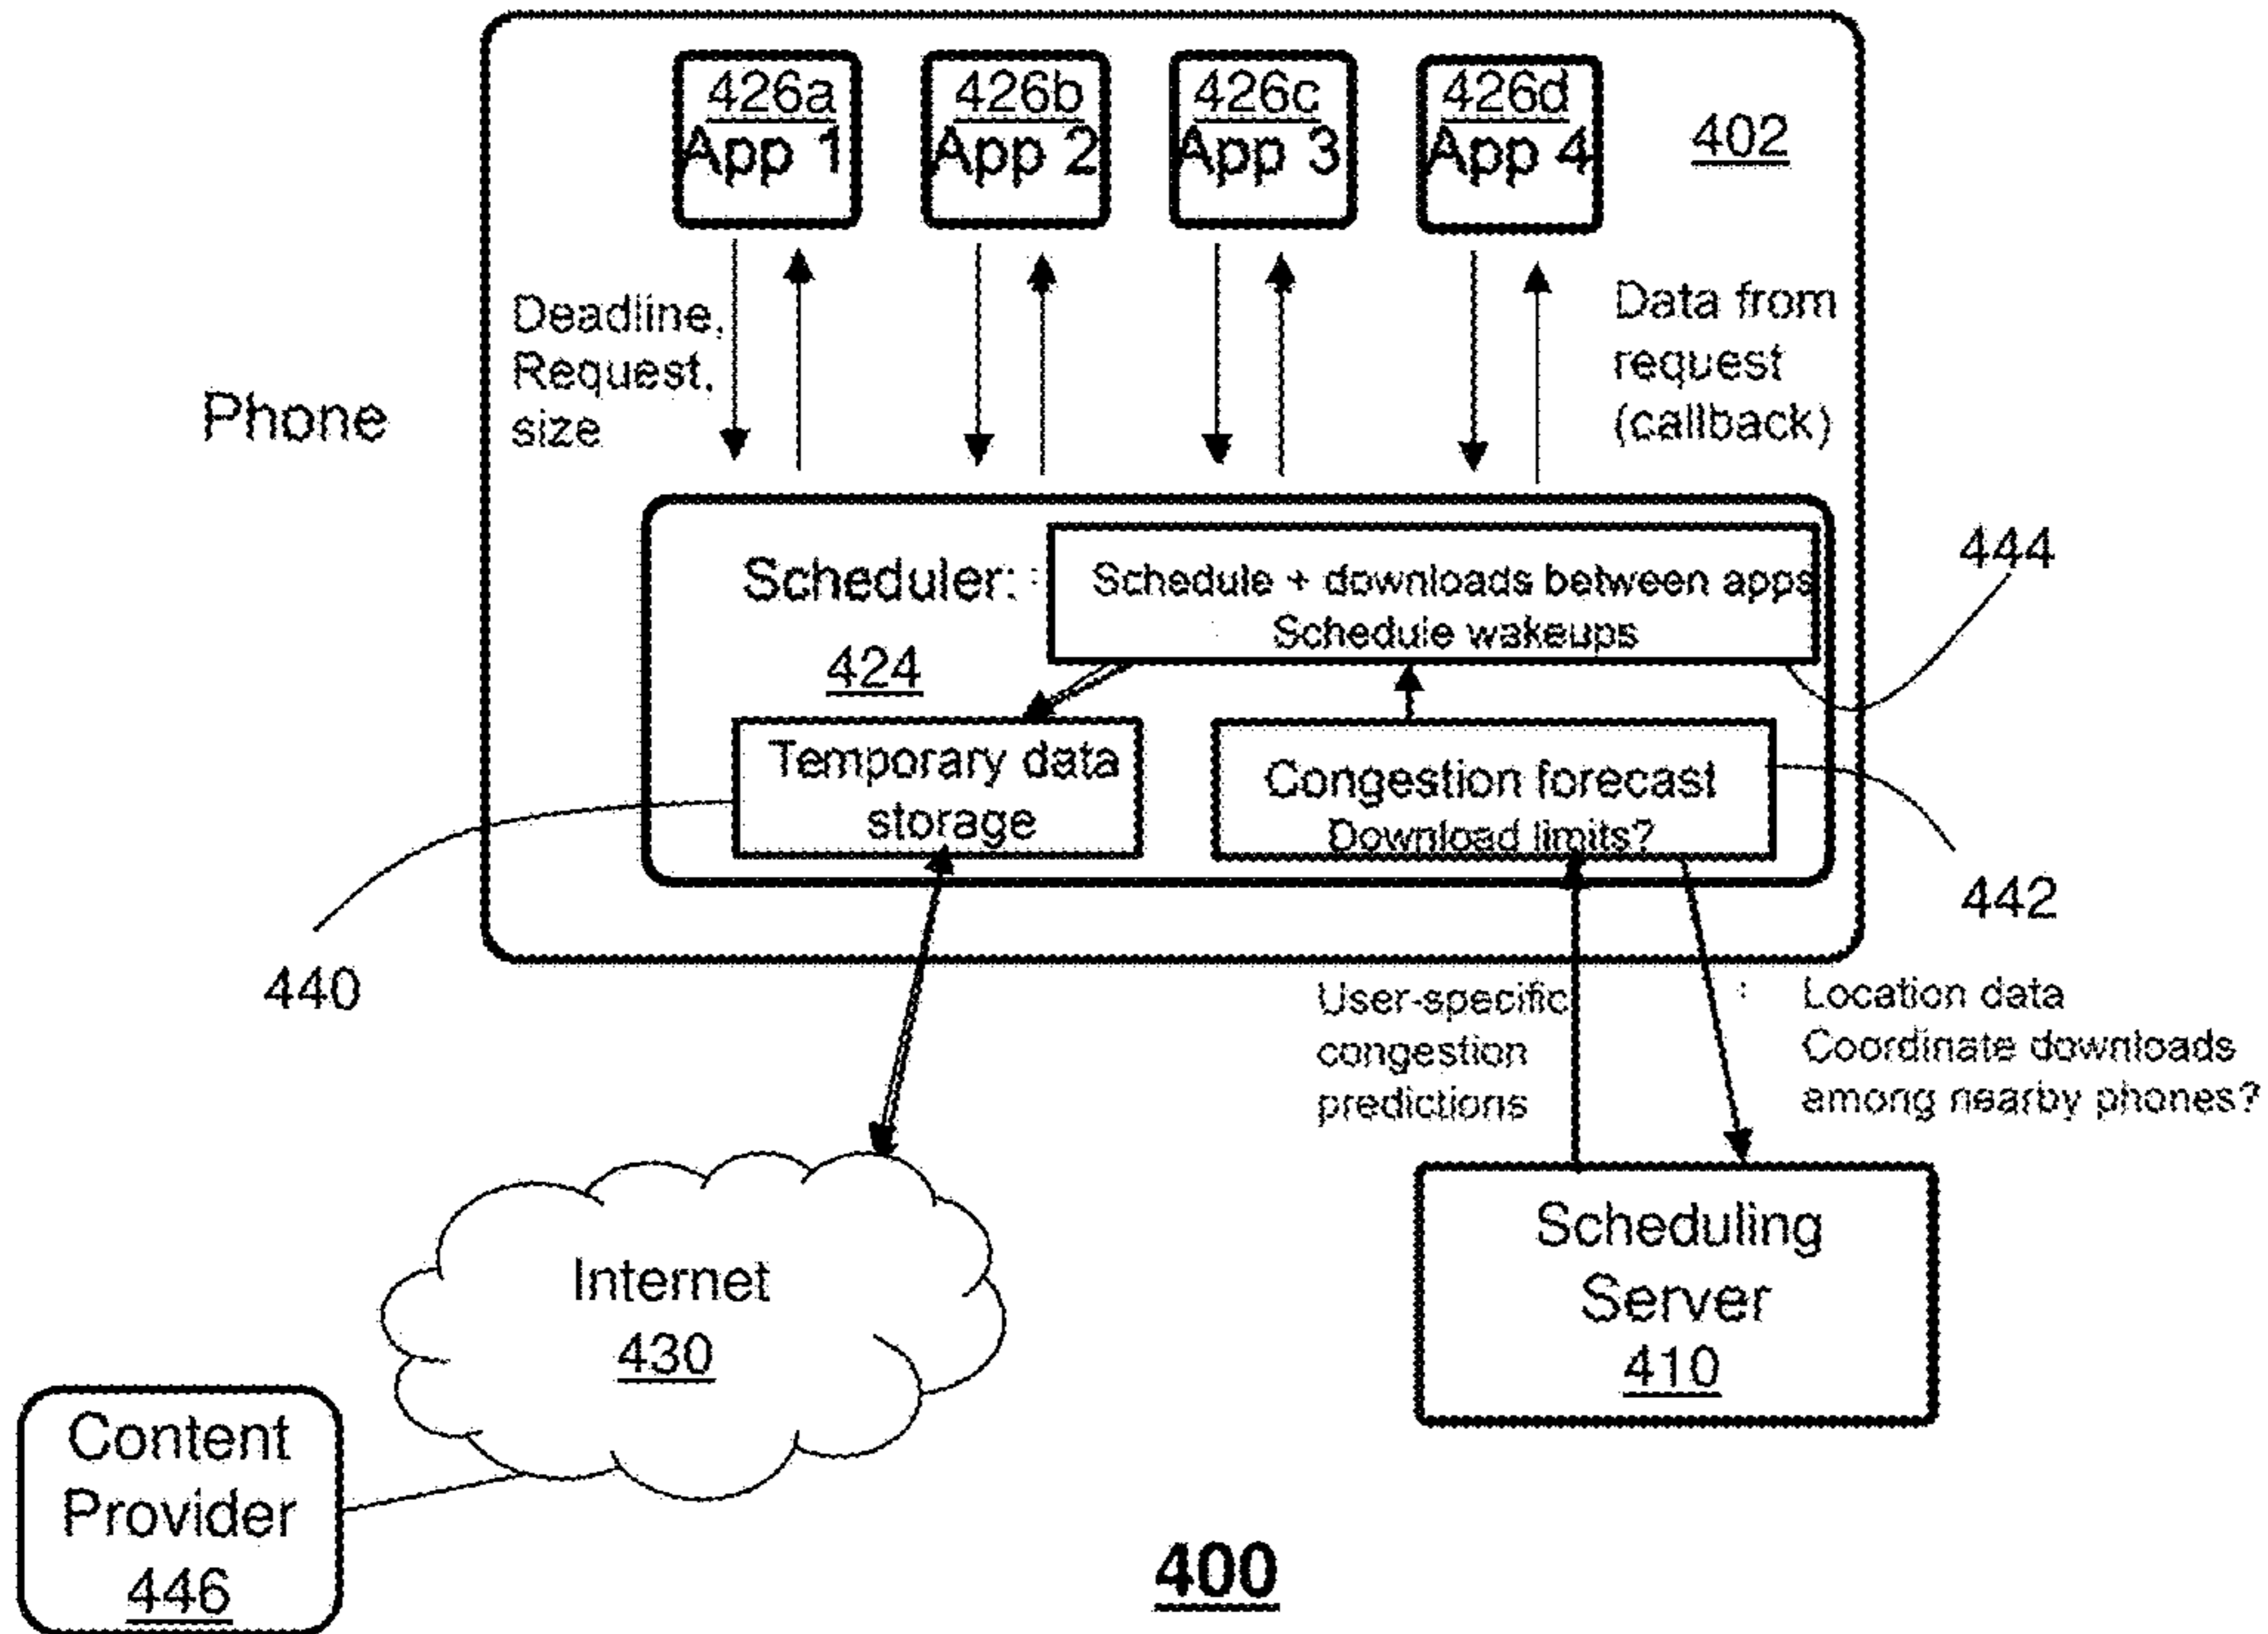 426a
App 1
426b
App 2
426c
App 3
426d
App 4
402
Deadline,
Request,
size
Data from
request
(callback)
Phone
Scheduler:
424
Schedule + downloads between apps
Schedule wakeups
444
Temporary data
storage
Congestion forecast
Download limits?
442
440
User-specific
congestion
predictions
Location data
Coordinate downloads
among nearby phones?
Internet
430
Scheduling
Server
410
Content
Provider
446
400